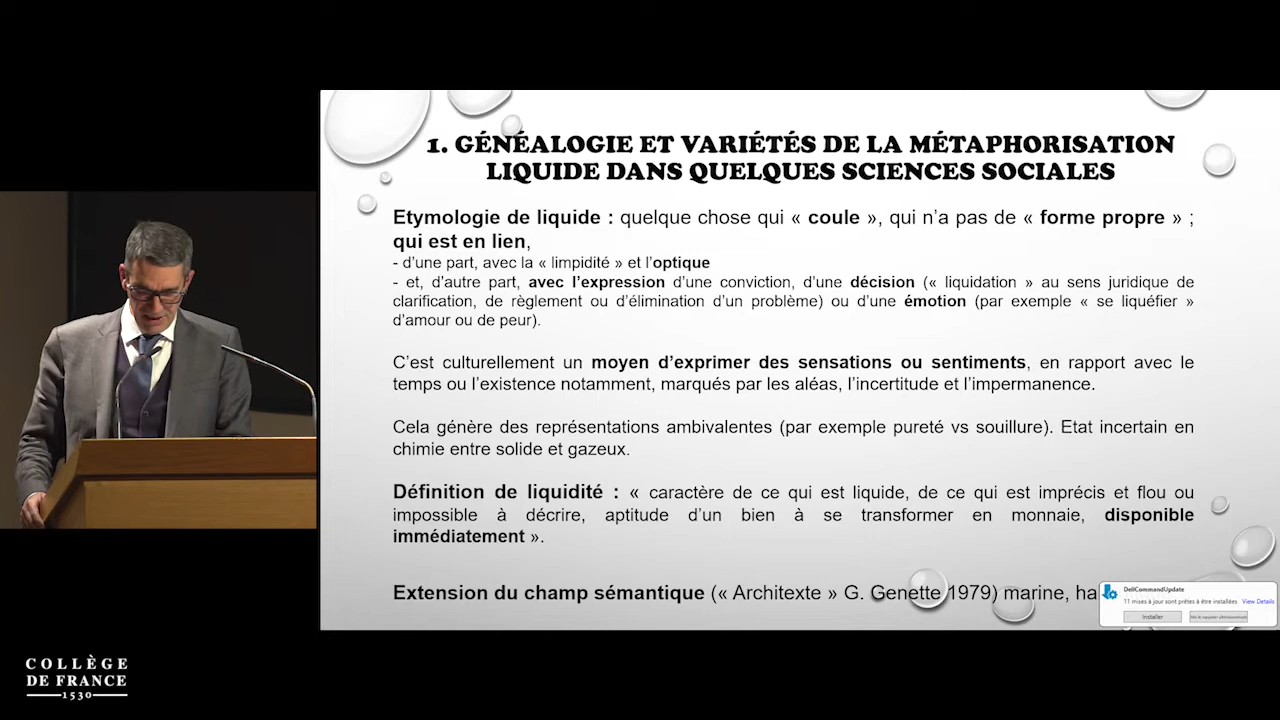 1. GÉNÉALOGIE ET VARIÉTÉS DE LA MÉTAPHORISATION
LIQUIDE DANS QUELQUES SCIENCES SOCIALES
Etymologie de liquide : quelque chose qui « coule », qui n’a pas de « forme propre » ;
qui est en lien,
- d’une part, avec la « limpidité » et l’optique
- et, d’autre part, avec l’expression d’une conviction, d’une décision (« liquidation » au sens juridique de
clarification, de règlement ou d’élimination d’un problème) ou d’une émotion (par exemple « se liquéfier »
d’amour ou de peur).
C’est culturellement un moyen d’exprimer des sensations ou sentiments, en rapport avec le
temps ou l’existence notamment, marqués par les aléas, l’incertitude et l’impermanence.
Cela génère des représentations ambivalentes (par exemple pureté vs souillure). Etat incertain en
chimie entre solide et gazeux.
Définition de liquidité : « caractère de ce qui est liquide, de ce qui est imprécis et flou ou
impossible à décrire, aptitude d’un bien à se transformer en monnaie, disponible
immédiatement ».
Extension du champ sémantique (« Architexte » G. Genette 1979) marine, ha
DellCommandUpdate
11 mises à jour sont prêtes à être installées View Details
Installer
COLLÈGE
DE FRANCE
1530